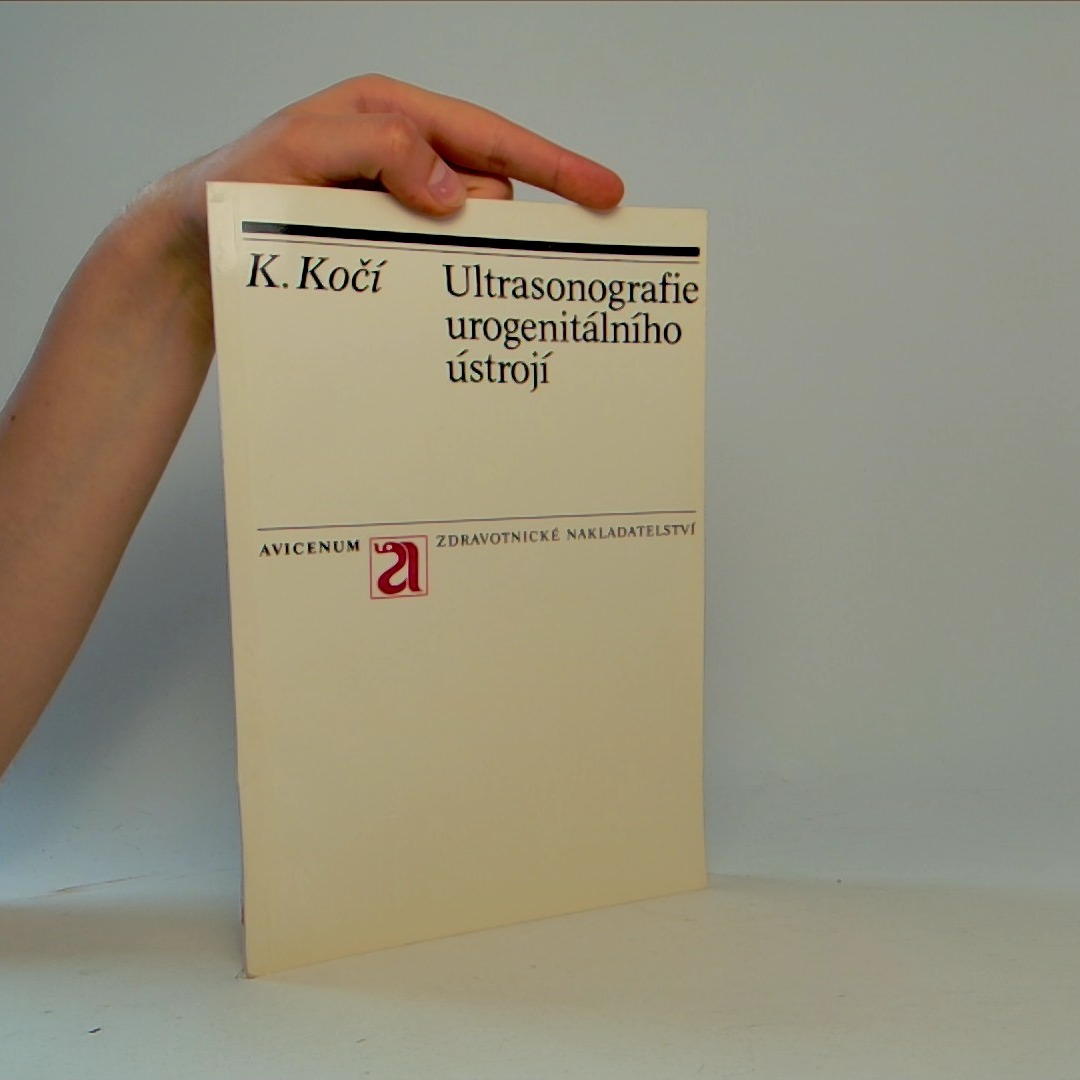 K. Kočí
Ultrasonografie
urogenitálního
ústrojí
AVICENUM
ZDRAVOTNICKÉ NAKLADATELSTVÍ